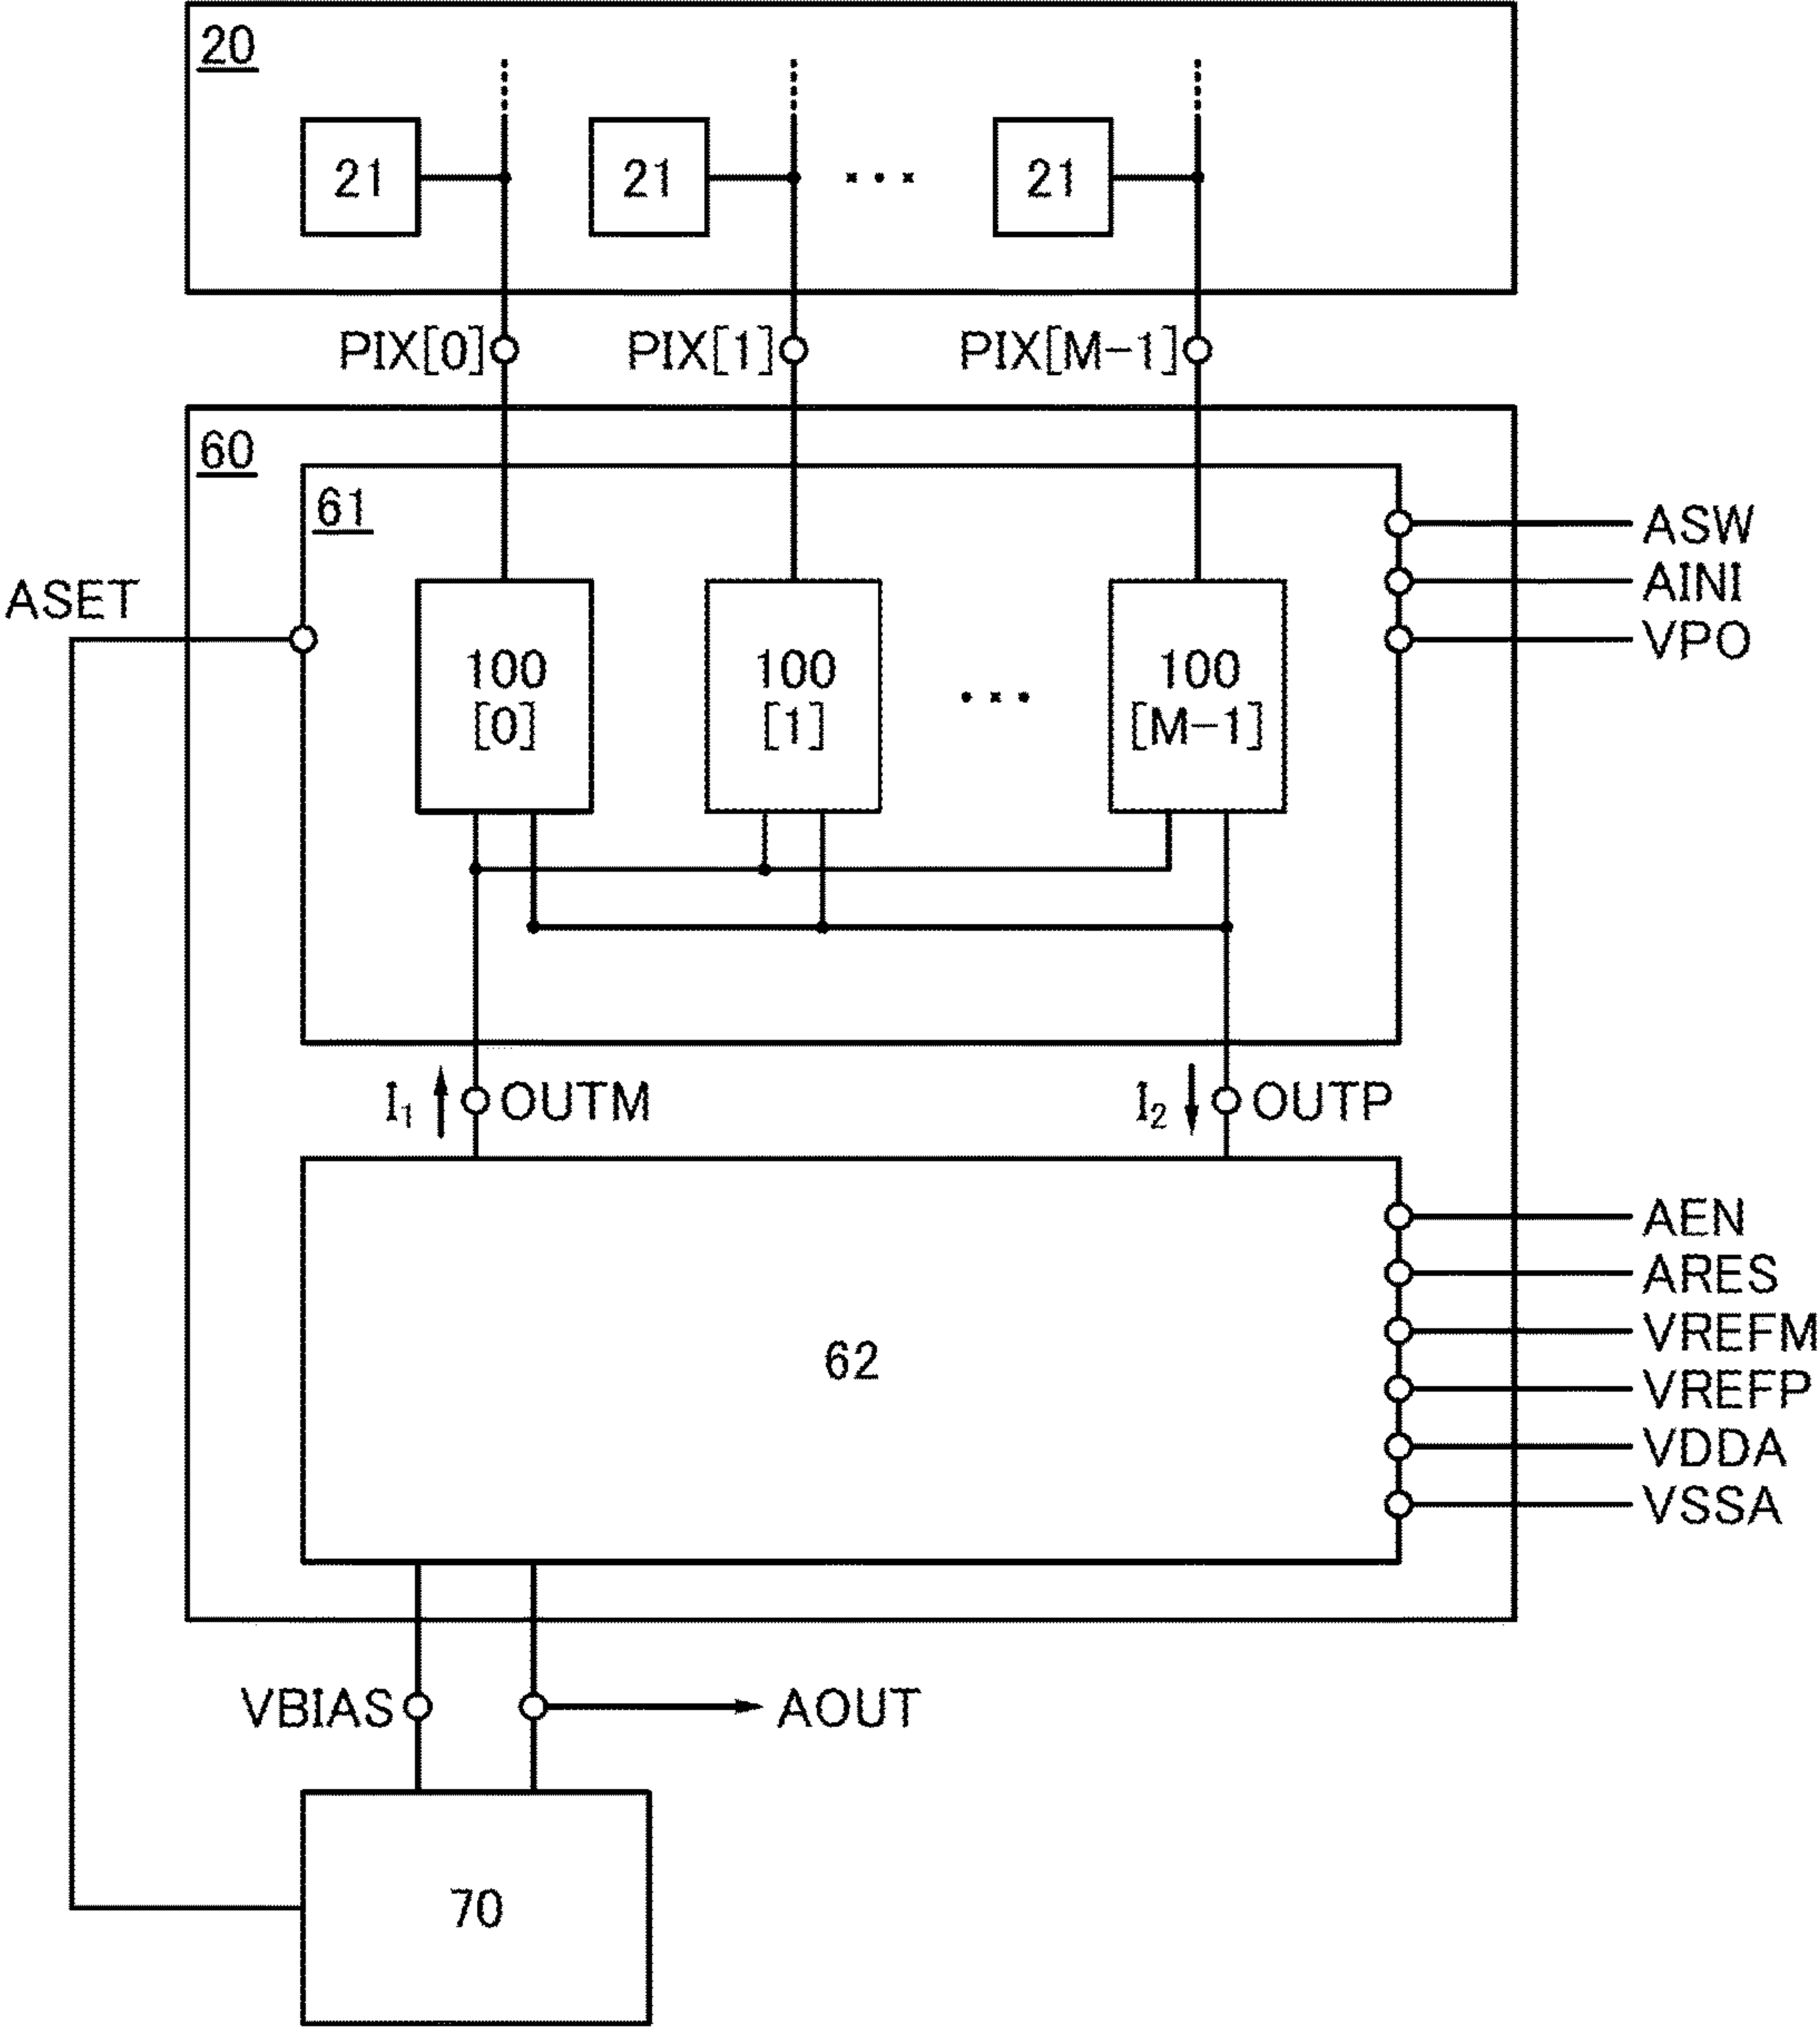 20
21 21 ... 21
PIX[0] PIX[1] PIX[M-1]
60
61
ASW
AINI
ASET
VPO
100 100 ... 100
[0] [1] [M-1]
I1 OUTM I2 OUTP
AEN
ARES
VREFM
62
VREFP
VDDA
VSSA
VBIAS AOUT
70